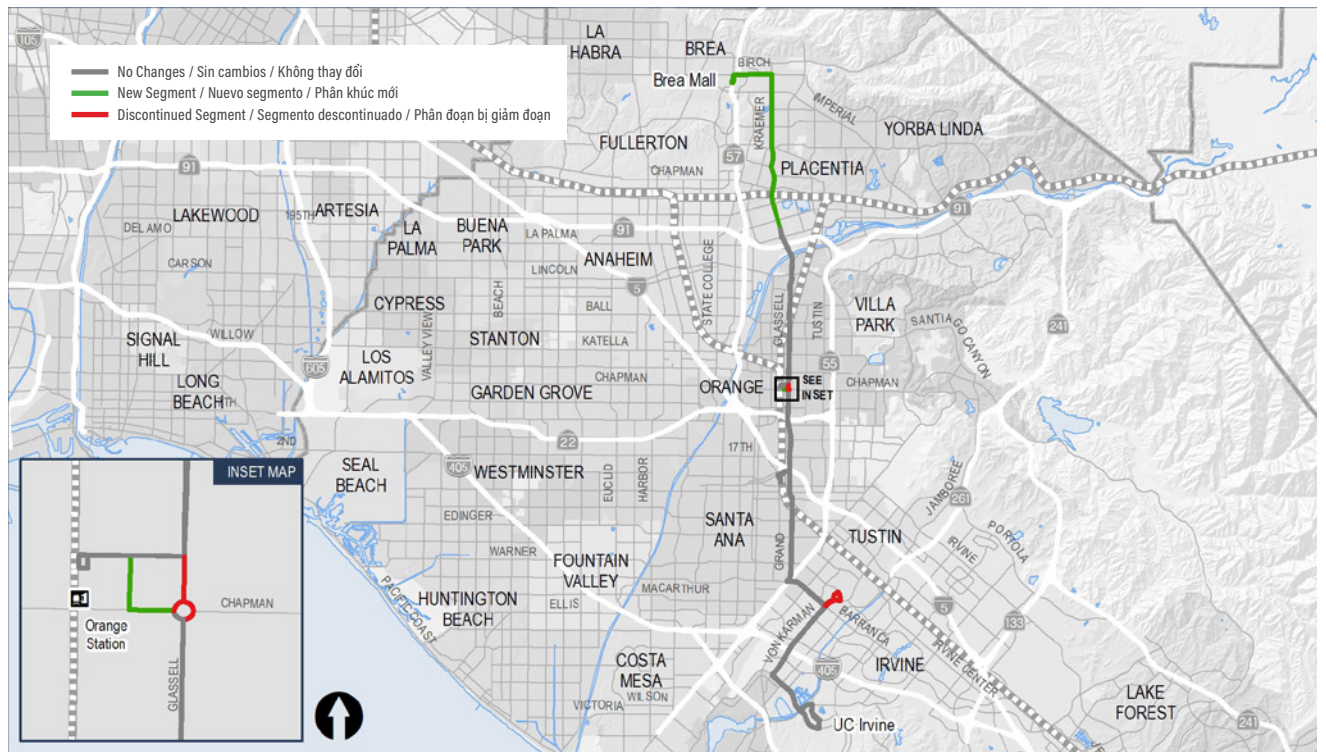 No Changes / Sin cambios / Không thay đổi
New Segment / Nuevo segmento / Phân khúc mới
Discontinued Segment / Segmento descontinuado / Phân đoạn bị giảm đoạn
105
LA
HABRA
BREA
Brea Mall
BIRCH
IMPERIAL
KRAEMER
YORBA LINDA
FULLERTON
57
CHAPMAN
PLACENTIA
91
91
91
LAKEWOOD
195TH
ARTESIA
DEL AMO
LA
PALMA
BUENA
PARK
LA PALMA
ANAHEIM
CARSON
LINCOLN
5
STATE COLLEGE
GLASSELL
TUSTIN
CYPRESS
BEACH
BALL
VILLA
PARK
SANTIAGO CANYON
241
SIGNAL
HILL
WILLOW
VALLEY VIEW
STANTON
KATELLA
605
LOS
ALAMITOS
55
LONG
BEACH
TH
CHAPMAN
GARDEN GROVE
ORANGE
SEE
INSET
CHAPMAN
2ND
22
17TH
INSET MAP
SEAL
BEACH
405
WESTMINSTER
EUCLID
HARBOR
JAMBOREE
261
EDINGER
SANTA
ANA
TUSTIN
PORTOLA
IRVINE
WARNER
FOUNTAIN
VALLEY
GRAND
MACARTHUR
5
133
CHAPMAN
Orange
Station
GLASSELL
PACIFIC COAST
HUNTINGTON
BEACH
ELLIS
VON KARMAN
BARRANCA
IRVINE CENTER
405
IRVINE
COSTA
MESA
WILSON
VICTORIA
UC Irvine
LAKE
FOREST
241